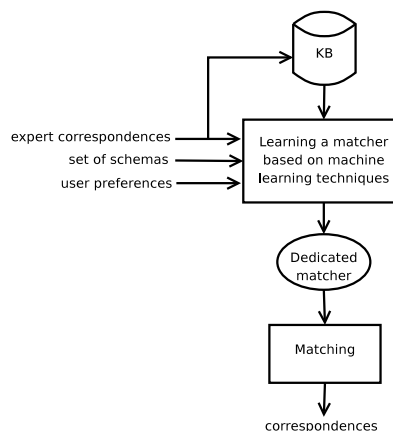 KB
expert correspondences
set of schemas
user preferences
Learning a matcher
based on machine
learning techniques
Dedicated
matcher
Matching
correspondences